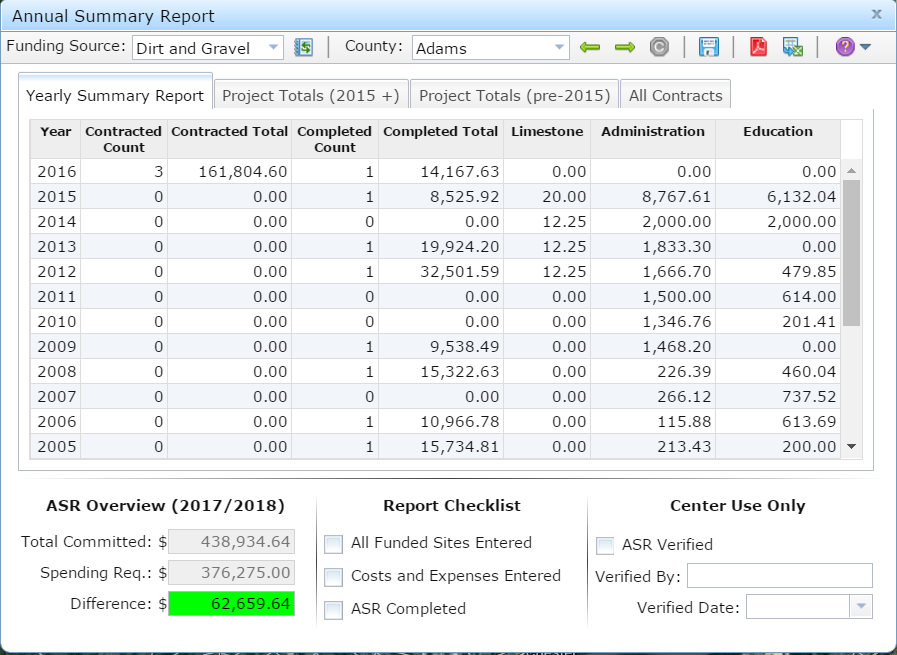 Annual Summary Report
Funding Source: Dirt and Gravel County: Adams
Yearly Summary Report Project Totals (2015 +) Project Totals (pre-2015) All Contracts
Year Contracted Count Contracted Total Completed Count Completed Total Limestone Administration Education
2016 3 161,804.60 1 14,167.63 0.00 0.00 0.00
2015 0 0.00 1 8,525.92 20.00 8,767.61 6,132.04
2014 0 0.00 0 0.00 12.25 2,000.00 2,000.00
2013 0 0.00 1 19,924.20 12.25 1,833.30 0.00
2012 0 0.00 1 32,501.59 12.25 1,666.70 479.85
2011 0 0.00 0 0.00 0.00 1,500.00 614.00
2010 0 0.00 0 0.00 0.00 1,346.76 201.41
2009 0 0.00 1 9,538.49 0.00 1,468.20 0.00
2008 0 0.00 1 15,322.63 0.00 226.39 460.04
2007 0 0.00 0 0.00 0.00 266.12 737.52
2006 0 0.00 1 10,966.78 0.00 115.88 613.69
2005 0 0.00 1 15,734.81 0.00 213.43 200.00
ASR Overview (2017/2018)
Total Committed: $ 438,934.64
Spending Req.: $ 376,275.00
Difference: $ 62,659.64
Report Checklist
All Funded Sites Entered
Costs and Expenses Entered
ASR Completed
Center Use Only
ASR Verified
Verified By:
Verified Date: